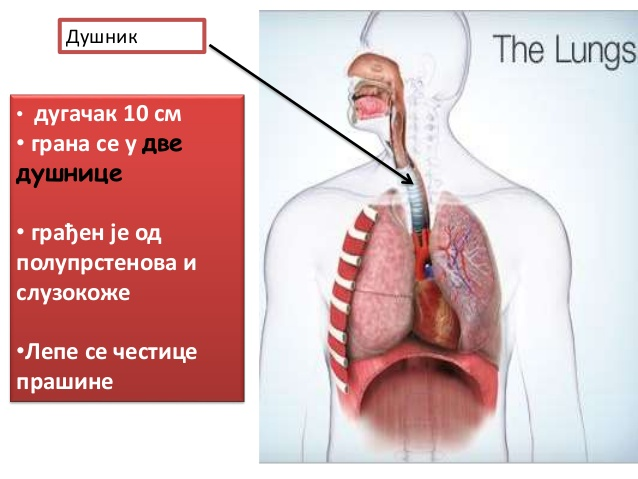 Душник
The Lungs
• дугачак 10 см
• грана се у две
душнице
• грађен је од
полупрстенова и
слузокоже
•Лепе се честице
прашине